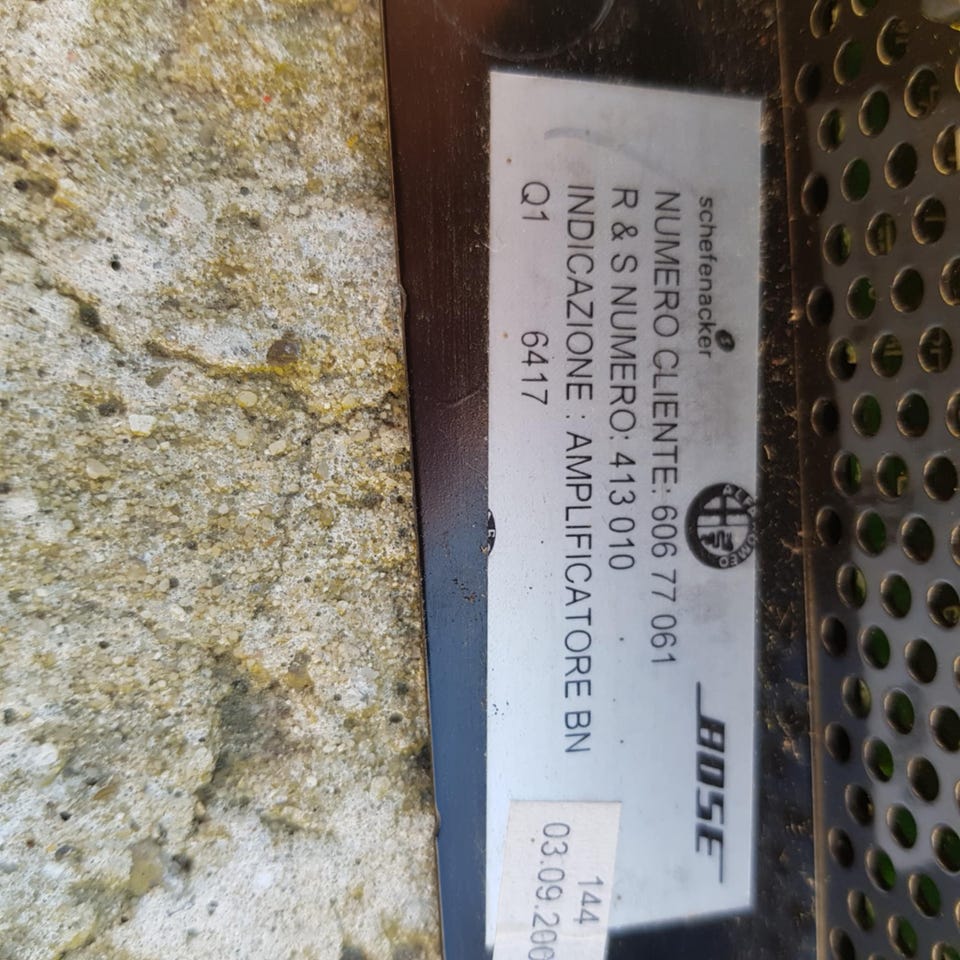 schefenacker
BOSE
NUMERO CLIENTE: 606 77 061
R & S NUMERO: 413 010
INDICAZIONE : AMPLIFICATORE BN
Q1 6417
144
03.09.200